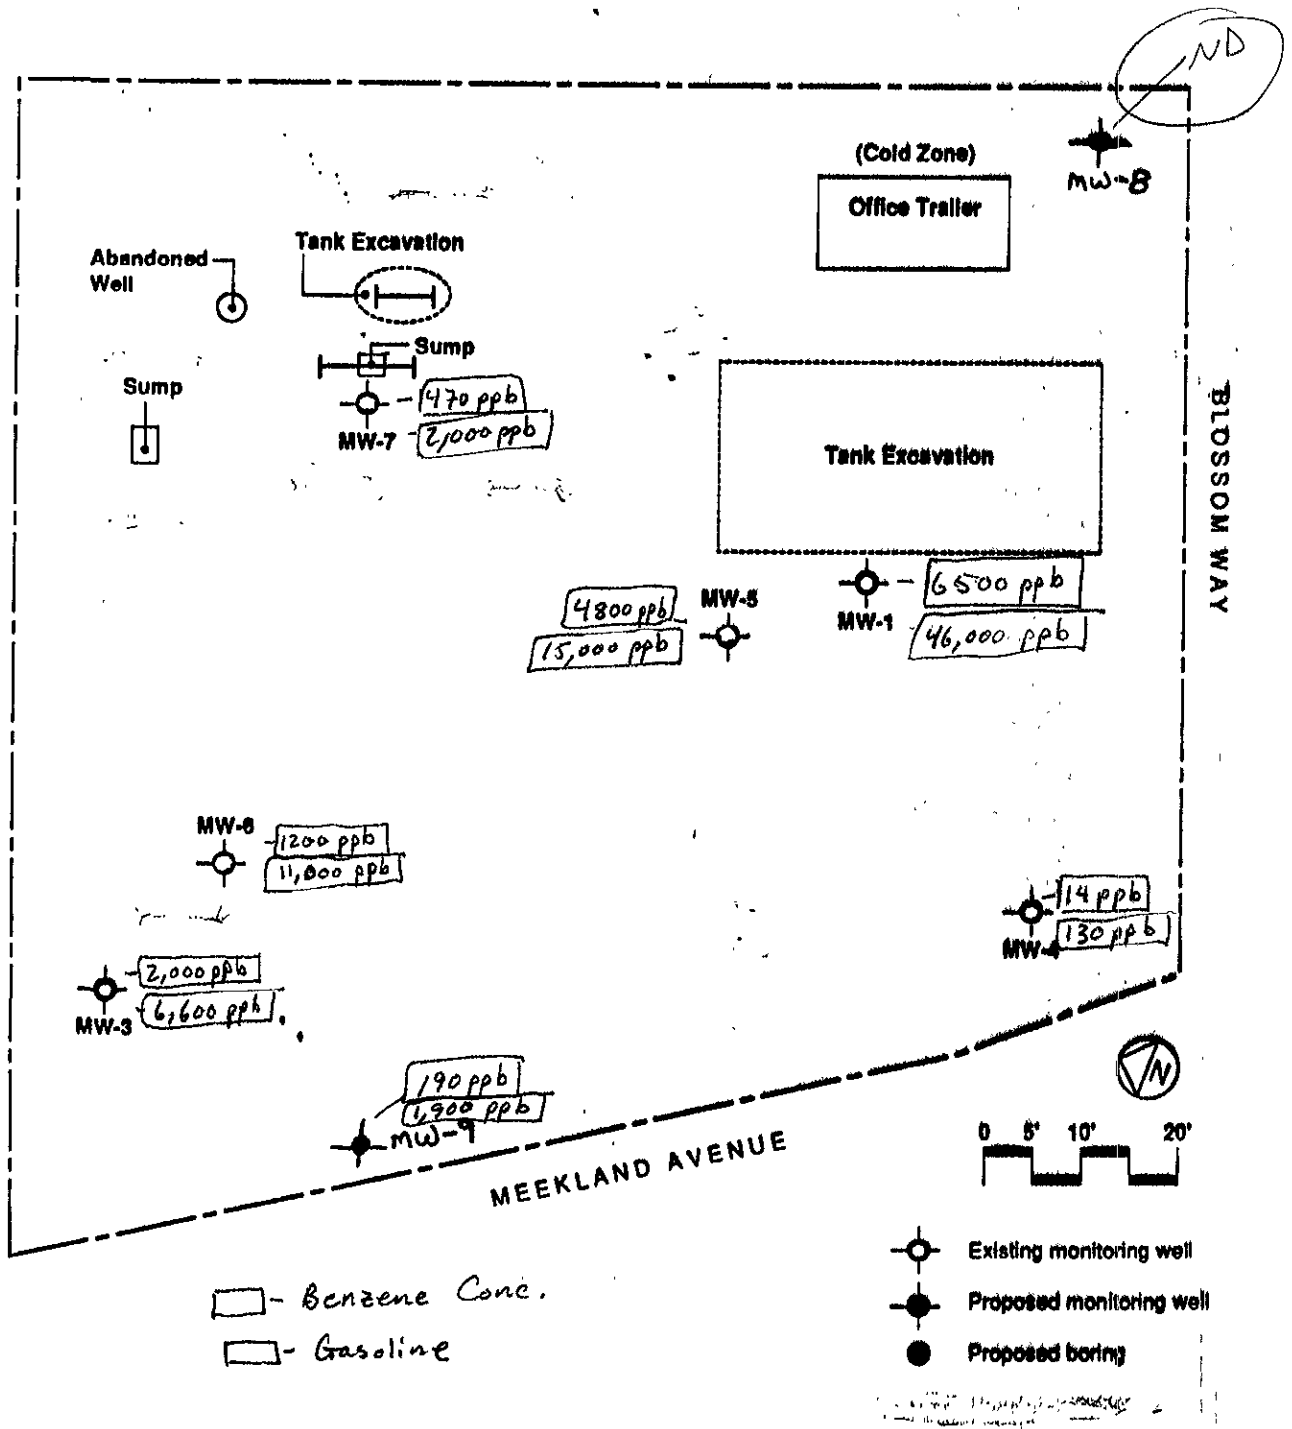 ND
(Cold Zone)
Office Trailer
MW-8
Tank Excavation
Abandoned
Well
Sump
Sump
470 ppb
MW-7
2,000 ppb
Tank Excavation
BLOSSOM WAY
6500 ppb
MW-1
46,000 ppb
4800 ppb
MW-5
15,000 ppb
MW-6
1200 ppb
11,000 ppb
14 ppb
130 ppb
MW-4
2,000 ppb
MW-3
6,600 ppb
190 ppb
1,900 ppb
MW-9
MEEKLAND AVENUE
N
0 5' 10' 20'
Existing monitoring well
Proposed monitoring well
Proposed boring
- Benzene Conc.
- Gasoline